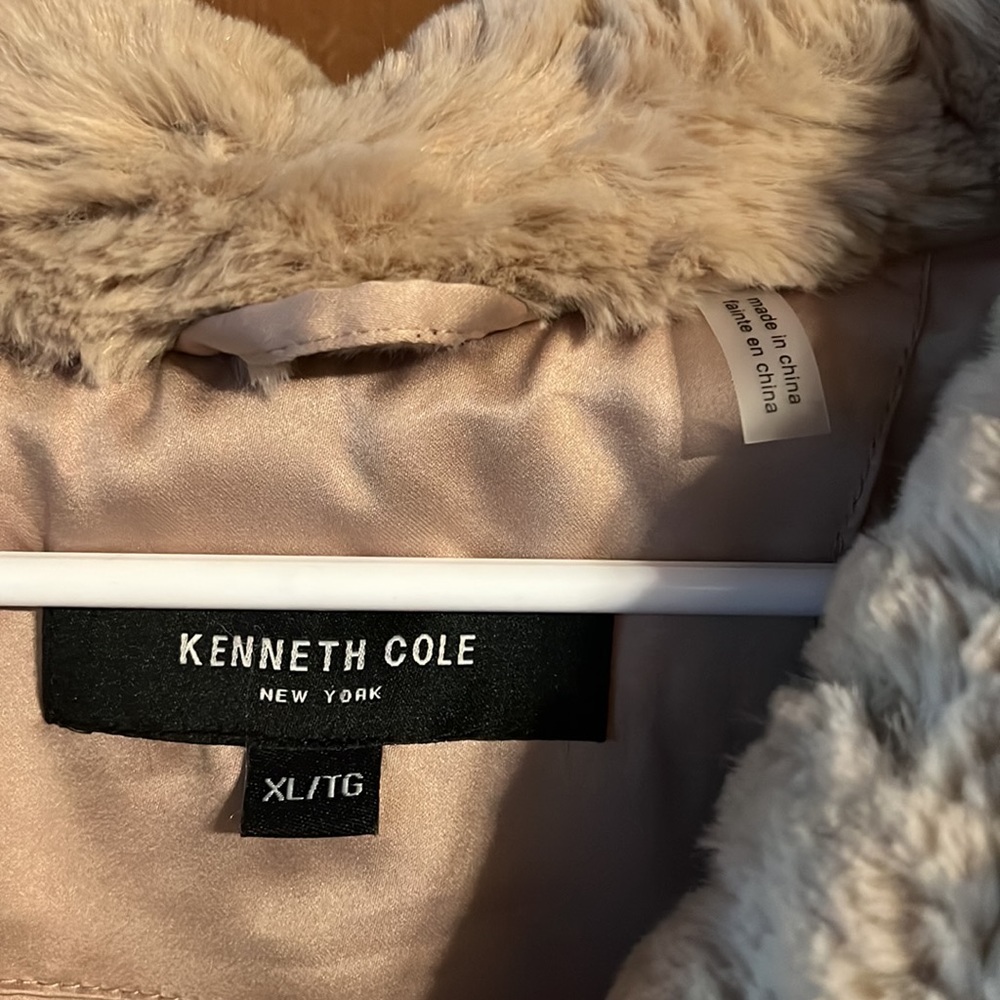 made in china
fainte en china
KENNETH COLE
NEW YORK
XL/TG